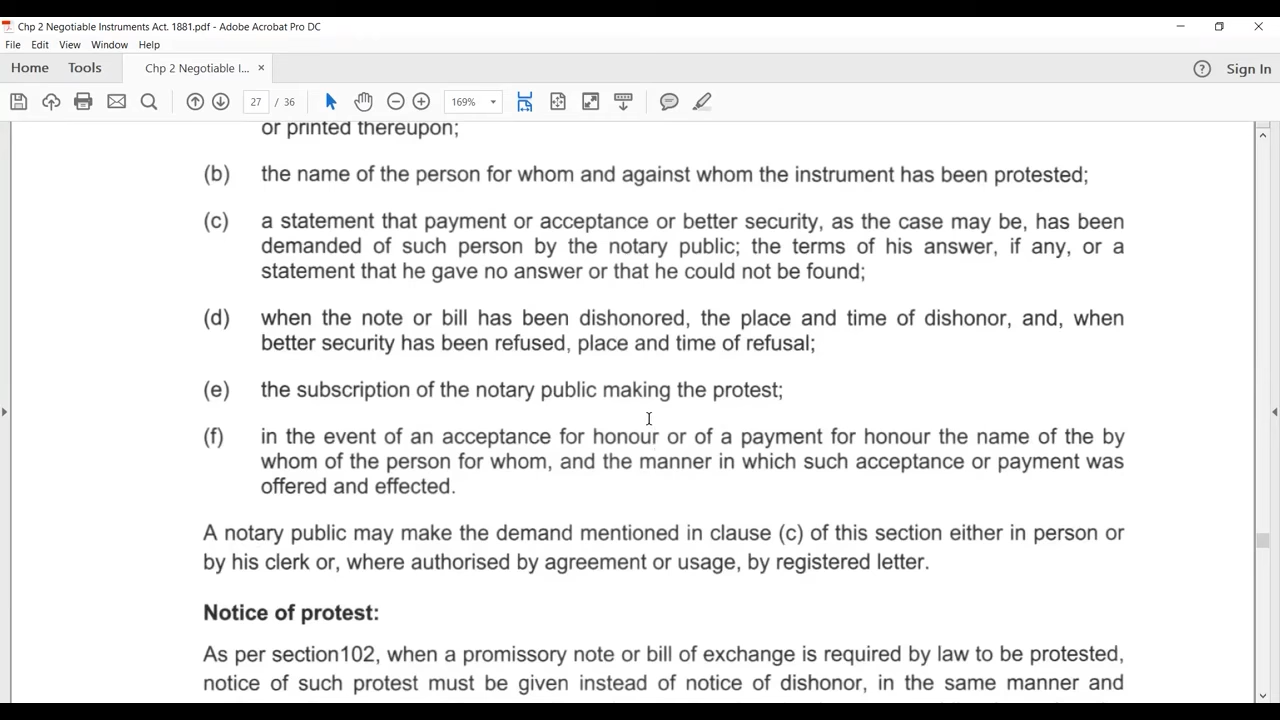 Chp 2 Negotiable Instruments Act. 1881.pdf - Adobe Acrobat Pro DC
File Edit View Window Help
Home Tools Chp 2 Negotiable I... × Sign In
27 / 36 169%
or printed thereupon;
(b) the name of the person for whom and against whom the instrument has been protested;
(c) a statement that payment or acceptance or better security, as the case may be, has been
demanded of such person by the notary public; the terms of his answer, if any, or a
statement that he gave no answer or that he could not be found;
(d) when the note or bill has been dishonored, the place and time of dishonor, and, when
better security has been refused, place and time of refusal;
(e) the subscription of the notary public making the protest;
(f) in the event of an acceptance for honour or of a payment for honour the name of the by
whom of the person for whom, and the manner in which such acceptance or payment was
offered and effected.
A notary public may make the demand mentioned in clause (c) of this section either in person or
by his clerk or, where authorised by agreement or usage, by registered letter.
Notice of protest:
As per section102, when a promissory note or bill of exchange is required by law to be protested,
notice of such protest must be given instead of notice of dishonor, in the same manner and